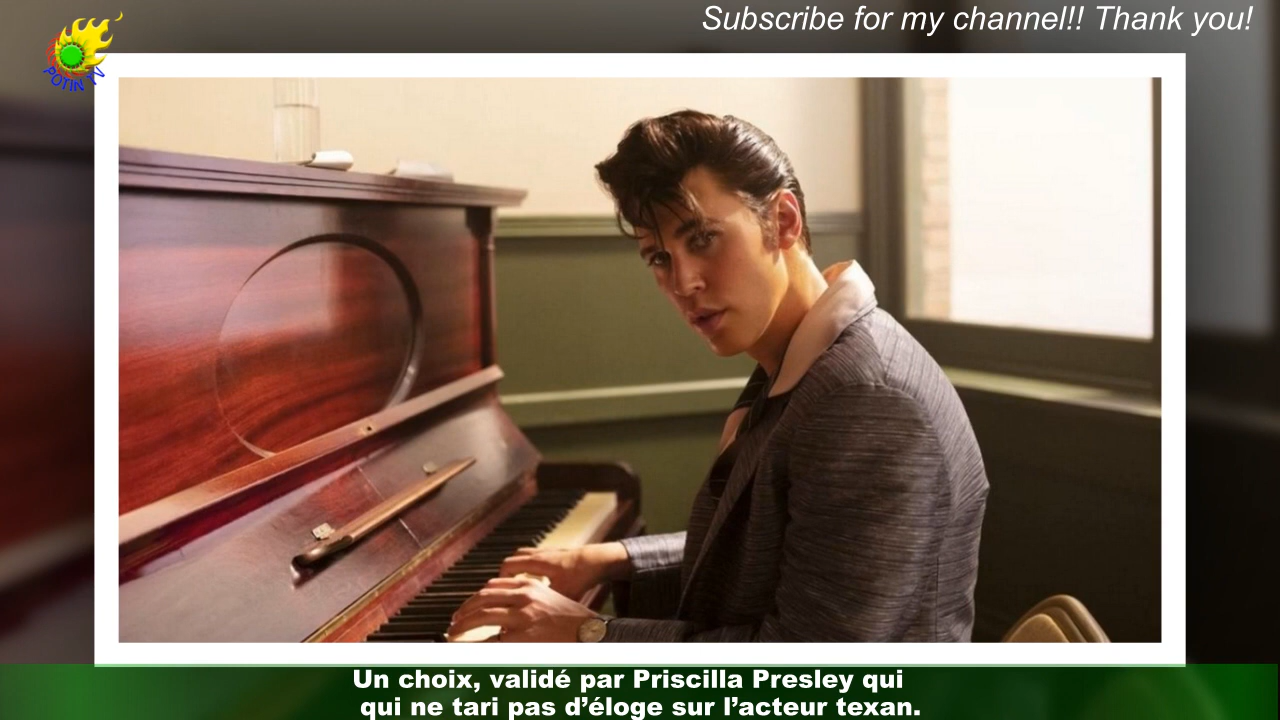 Subscribe for my channel!! Thank you!
POTIN TV
Un choix, validé par Priscilla Presley qui
qui ne tari pas d’éloge sur l’acteur texan.